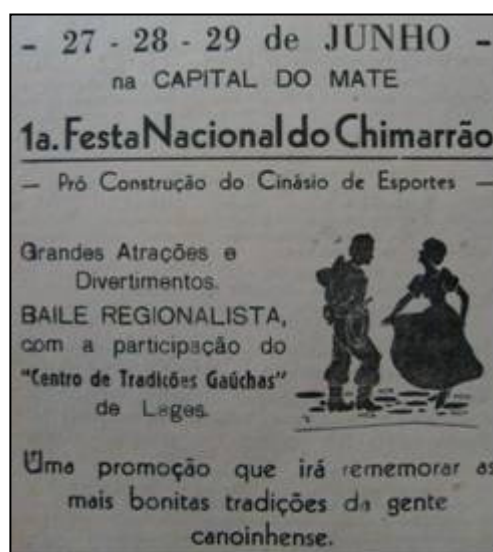 - 27 - 28 - 29 de JUNHO -
na CAPITAL DO MATE
1a. Festa Nacional do Chimarrão
— Pró Construção do Ginásio de Esportes —
Grandes Atrações e
Divertimentos.
BAILE REGIONALISTA,
com a participação do
"Centro de Tradicões Gaúchas"
de Lages.
Uma promoção que irá rememorar as
mais bonitas tradições da gente
canoinhense.